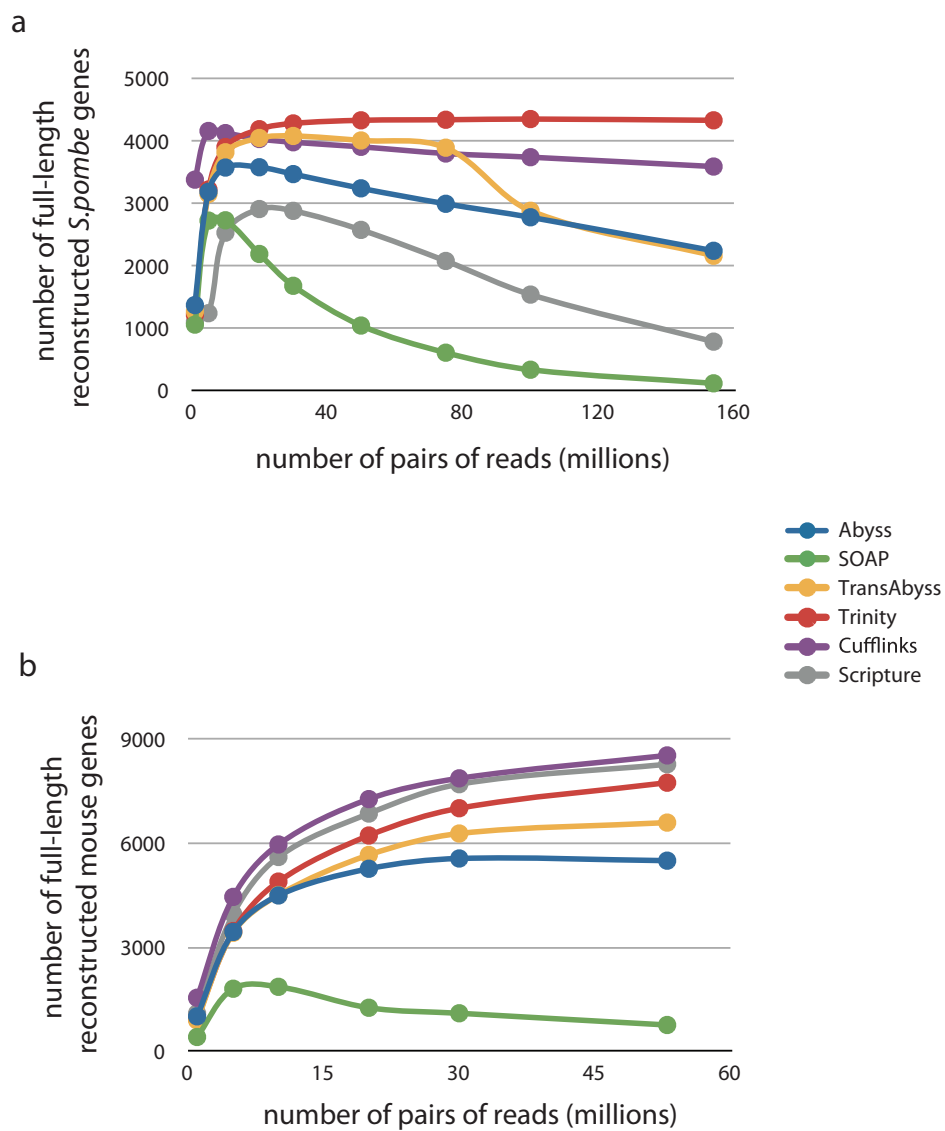 a
number of full-length
reconstructed S.pombe genes
5000
4000
3000
2000
1000
0
0 40 80 120 160
number of pairs of reads (millions)
Abyss
SOAP
TransAbyss
Trinity
Cufflinks
Scripture
b
number of full-length
reconstructed mouse genes
9000
6000
3000
0
0 15 30 45 60
number of pairs of reads (millions)